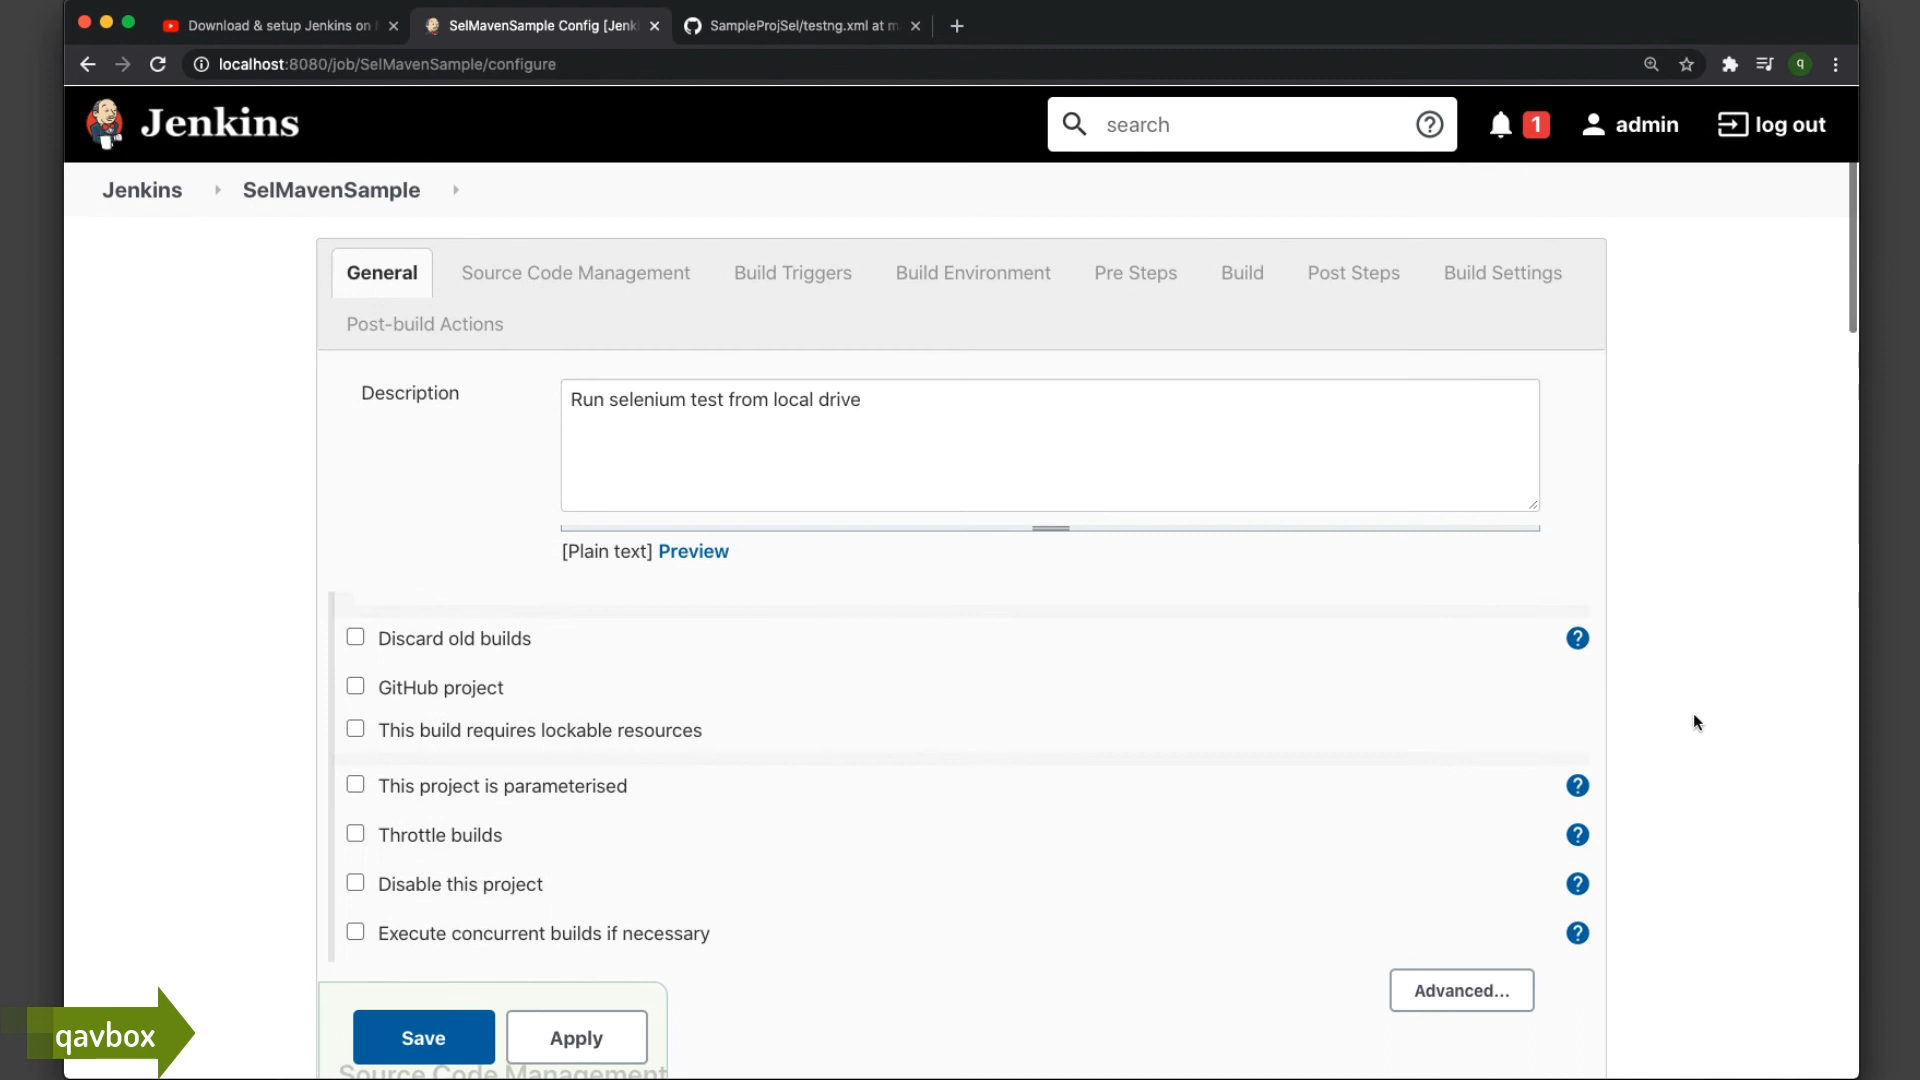 Download & setup Jenkins on
SelMavenSample Config [Jenk
SampleProjSel/testng.xml at m
localhost:8080/job/SelMavenSample/configure
q
Jenkins
search
1
admin
log out
Jenkins
SelMavenSample
General
Source Code Management
Build Triggers
Build Environment
Pre Steps
Build
Post Steps
Build Settings
Post-build Actions
Description
Run selenium test from local drive
[Plain text] Preview
Discard old builds
GitHub project
This build requires lockable resources
This project is parameterised
Throttle builds
Disable this project
Execute concurrent builds if necessary
Advanced...
Save
Apply
Source Code Management
qavbox